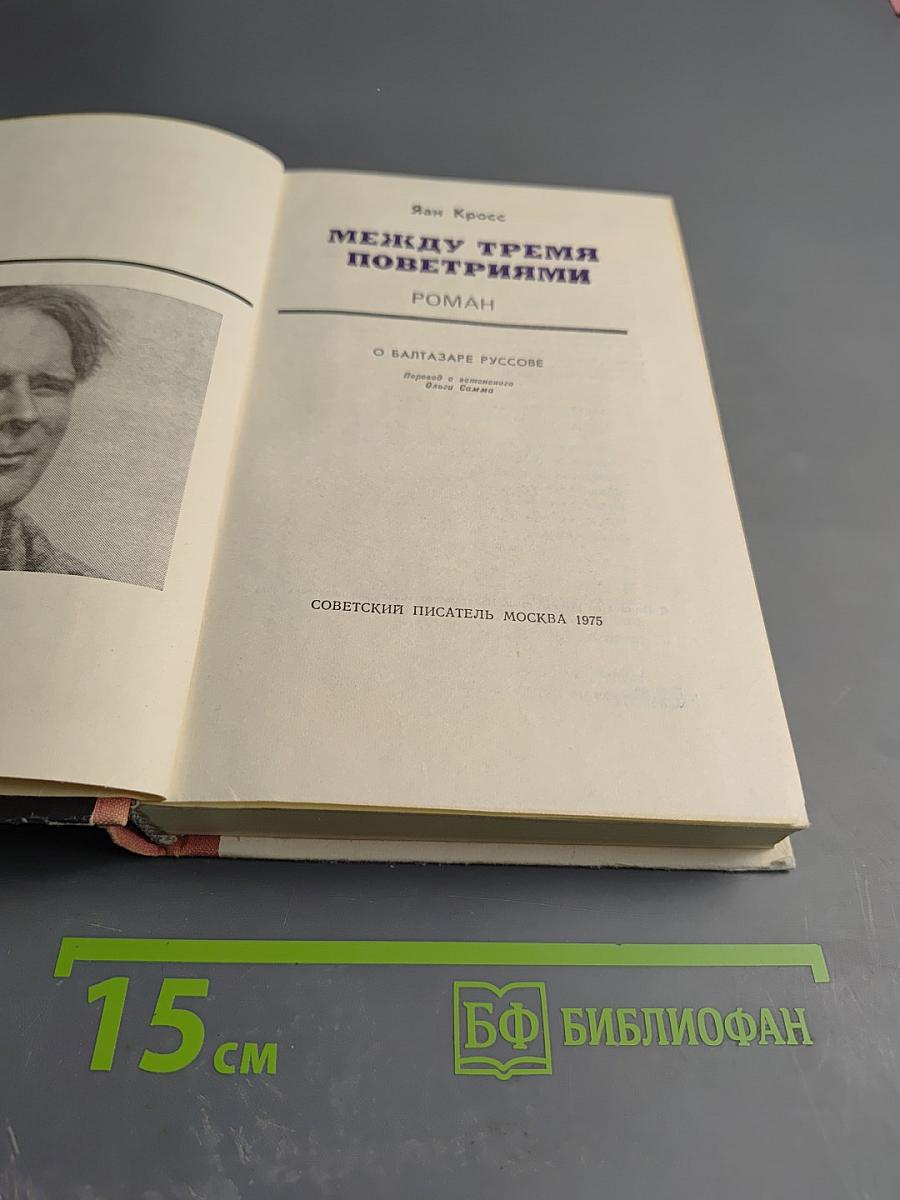 Яан Кросс
МЕЖДУ ТРЕМЯ
ПОВЕТРИЯМИ
РОМАН
О БАЛТАЗАРЕ РУССОВЕ
Перевод с эстонского
Ольги Самма
СОВЕТСКИЙ ПИСАТЕЛЬ МОСКВА 1975
15 см
БФ БИБЛИОФАН